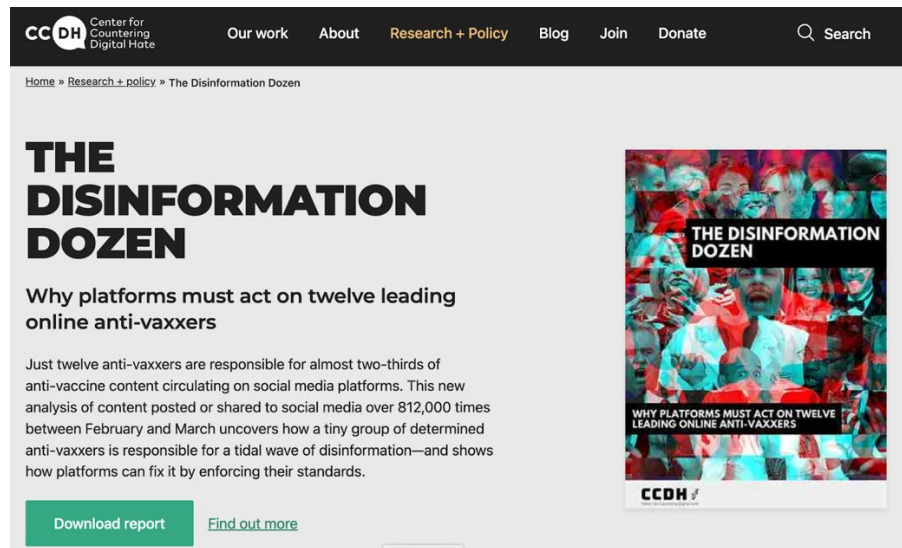 CCDH Center for
Countering
Digital Hate
Our work About Research + Policy Blog Join Donate Search
Home » Research + policy » The Disinformation Dozen
THE
DISINFORMATION
DOZEN
Why platforms must act on twelve leading
online anti-vaxxers
Just twelve anti-vaxxers are responsible for almost two-thirds of
anti-vaccine content circulating on social media platforms. This new
analysis of content posted or shared to social media over 812,000 times
between February and March uncovers how a tiny group of determined
anti-vaxxers is responsible for a tidal wave of disinformation—and shows
how platforms can fix it by enforcing their standards.
Download report Find out more
THE DISINFORMATION
DOZEN
WHY PLATFORMS MUST ACT ON TWELVE
LEADING ONLINE ANTI-VAXXERS
CCDH